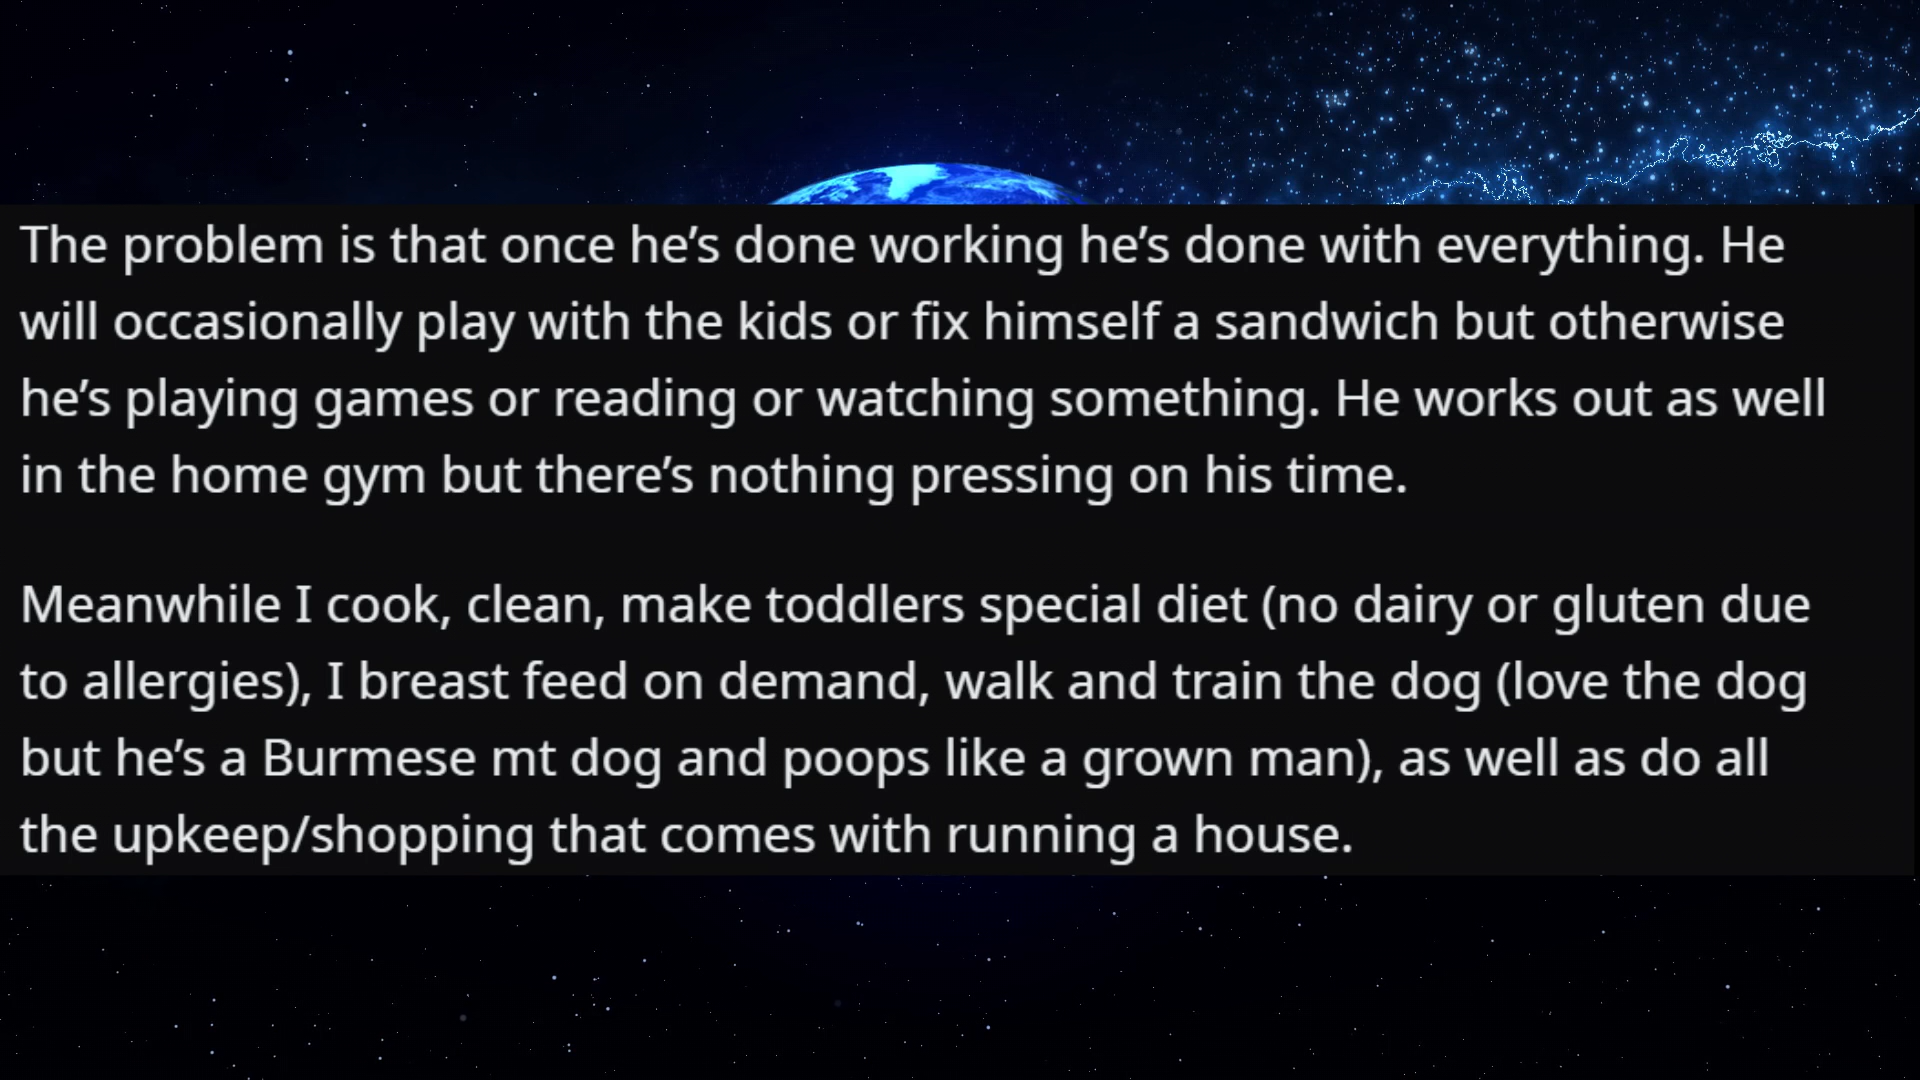 The problem is that once he’s done working he’s done with everything. He
will occasionally play with the kids or fix himself a sandwich but otherwise
he’s playing games or reading or watching something. He works out as well
in the home gym but there’s nothing pressing on his time.
Meanwhile I cook, clean, make toddlers special diet (no dairy or gluten due
to allergies), I breast feed on demand, walk and train the dog (love the dog
but he’s a Burmese mt dog and poops like a grown man), as well as do all
the upkeep/shopping that comes with running a house.